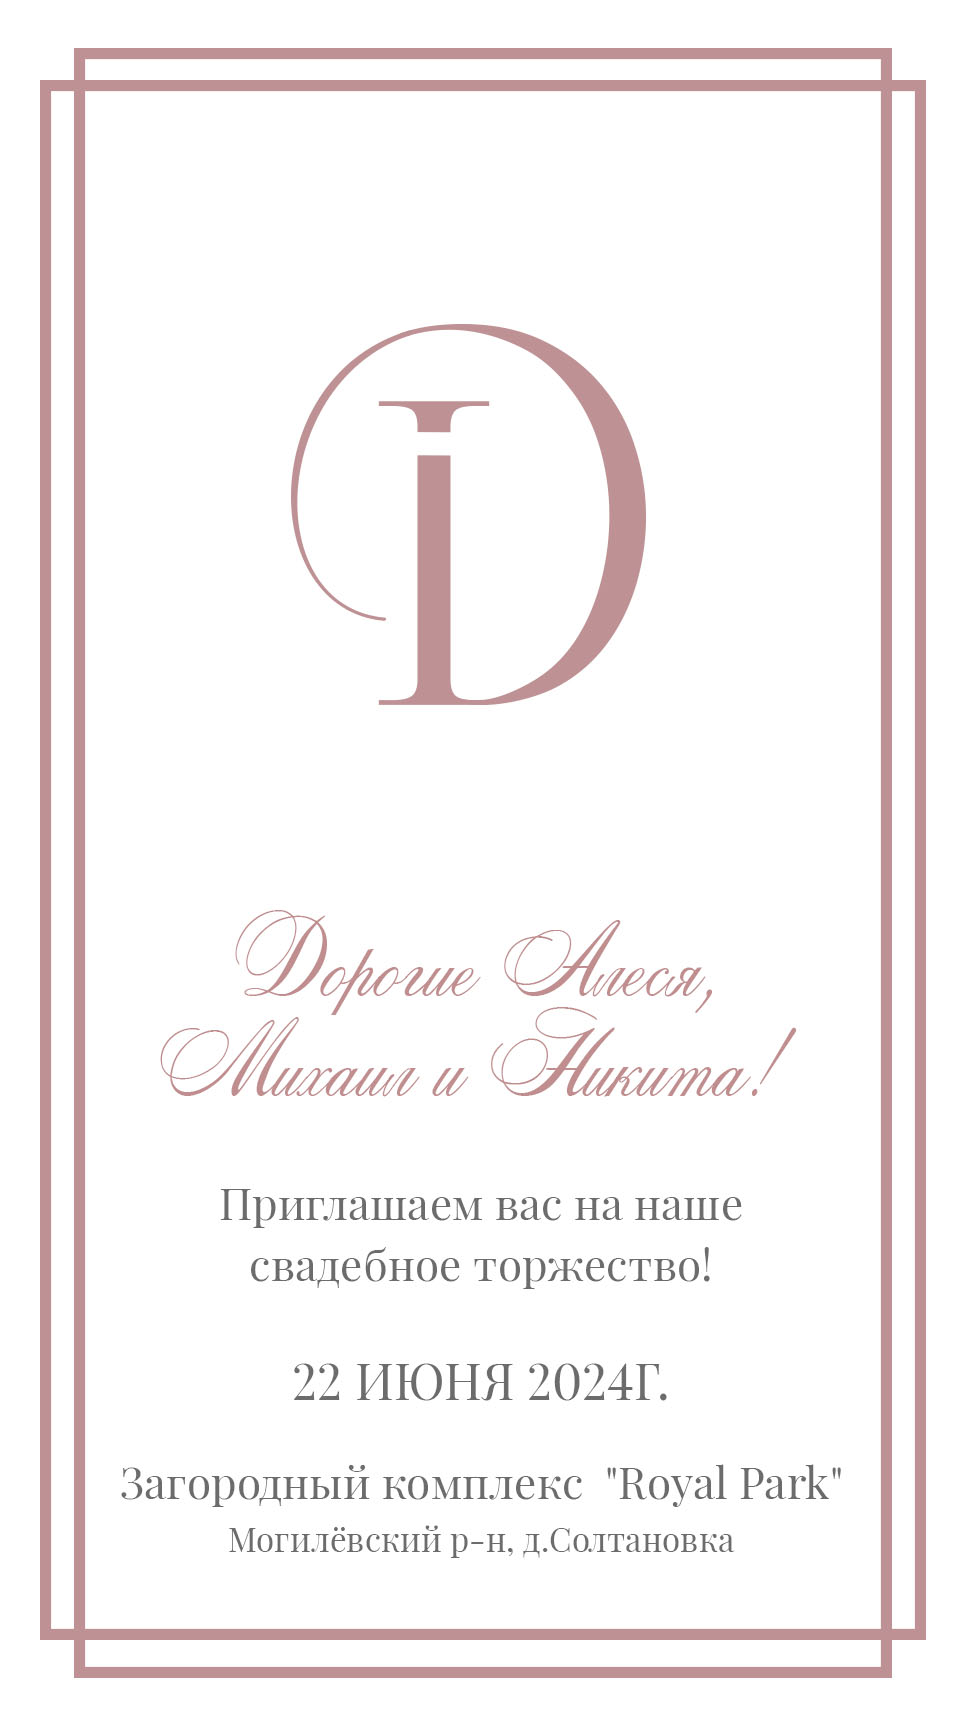 D
Дорогие Алеся,
Михаил и Никита!
Приглашаем вас на наше
свадебное торжество!
22 ИЮНЯ 2024Г.
Загородный комплекс "Royal Park"
Могилёвский р-н, д.Солтановка